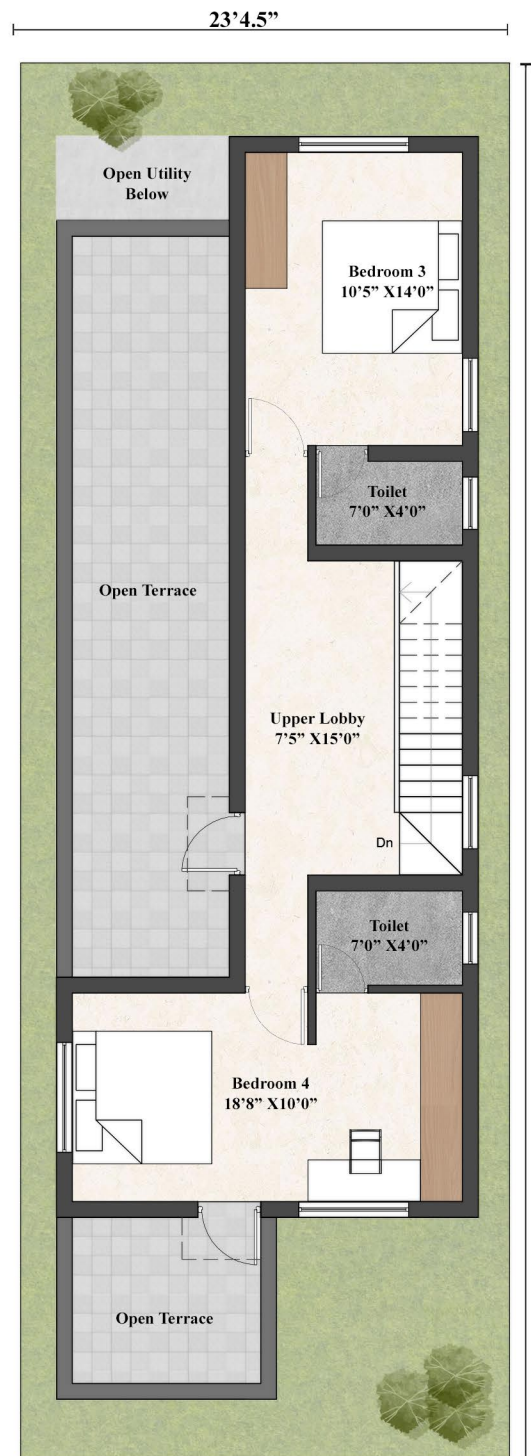 23’4.5”
Open Utility
Below
Bedroom 3
10’5” X14’0”
Toilet
7’0” X4’0”
Open Terrace
Upper Lobby
7’5” X15’0”
Dn
Toilet
7’0” X4’0”
Bedroom 4
18’8” X10’0”
Open Terrace